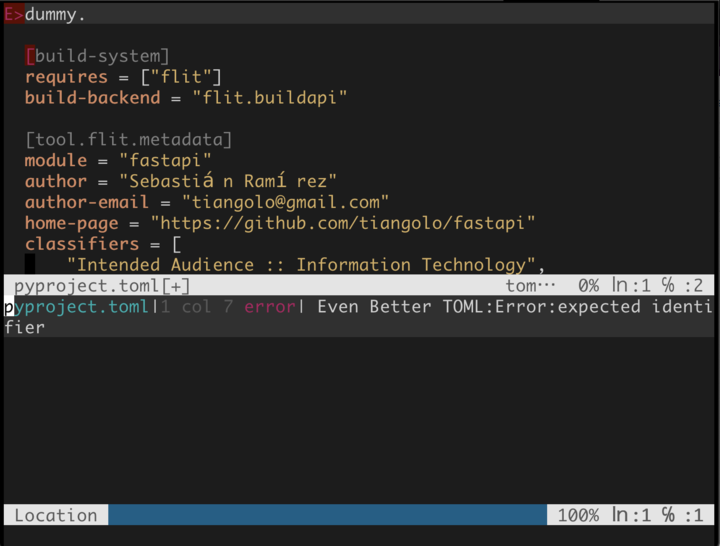 E>dummy.
[build-system]
requires = ["flit"]
build-backend = "flit.buildapi"
[tool.flit.metadata]
module = "fastapi"
author = "Sebastiá n Ramí rez"
author-email = "tiangolo@gmail.com"
home-page = "https://github.com/tiangolo/fastapi"
classifiers = [
"Intended Audience :: Information Technology",
pyproject.toml[+] tom⋯ 0% ㏑:1 ℅ :2
pyproject.toml|1 col 7 error| Even Better TOML:Error:expected identi
fier
Location 100% ㏑:1 ℅ :1